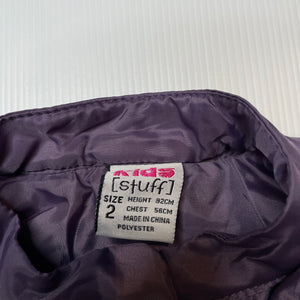 KIDS
[stuff]
SIZE HEIGHT 92CM
2 CHEST 56CM
MADE IN CHINA
POLYESTER